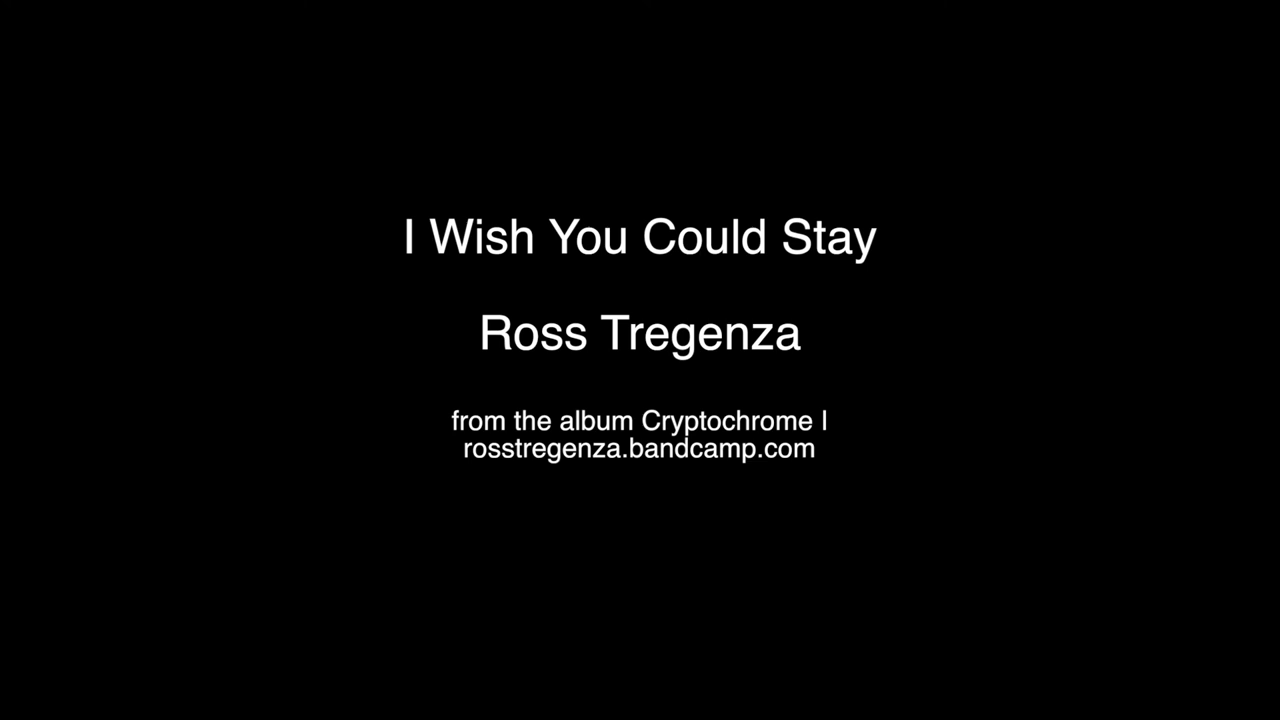 I Wish You Could Stay
Ross Tregenza
from the album Cryptochrome I
rosstregenza.bandcamp.com